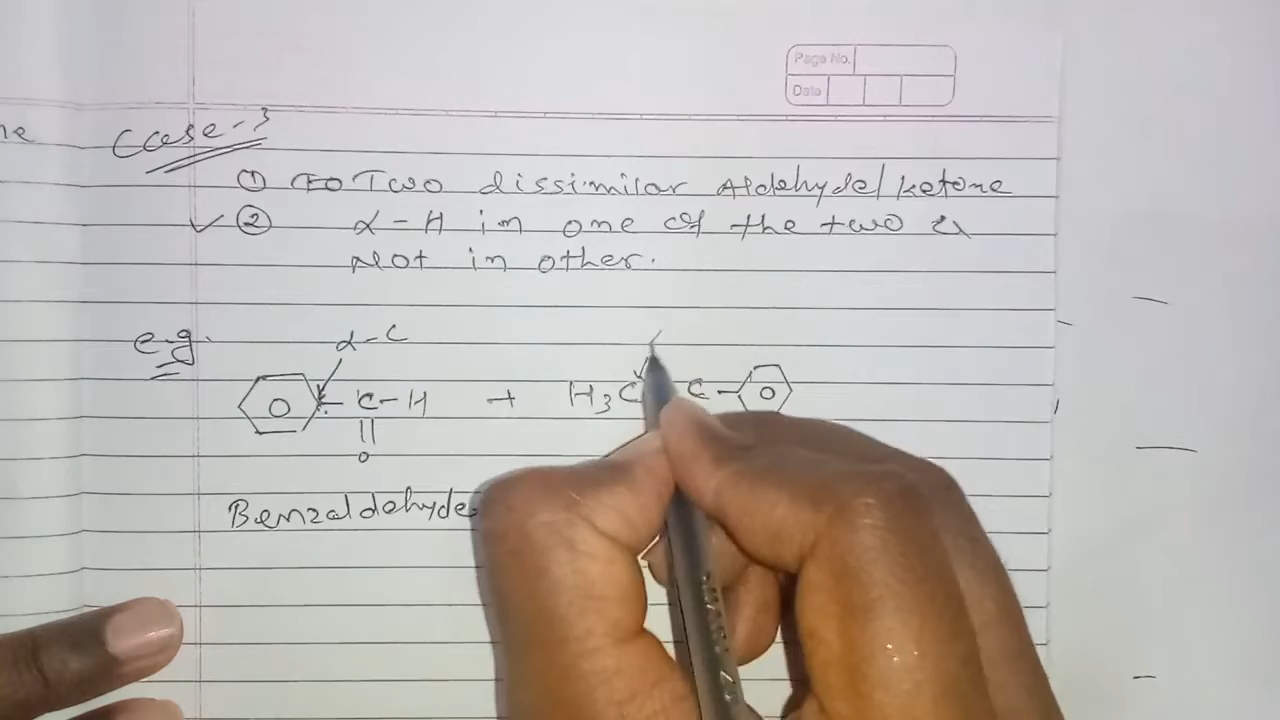 Page No.
Date
ne Case-3
① Two dissimilar Aldehyde/ketone
② α-H in one of the two &
Not in other.
e.g. α-C
C-H + H3C C
O
Benzaldehyde